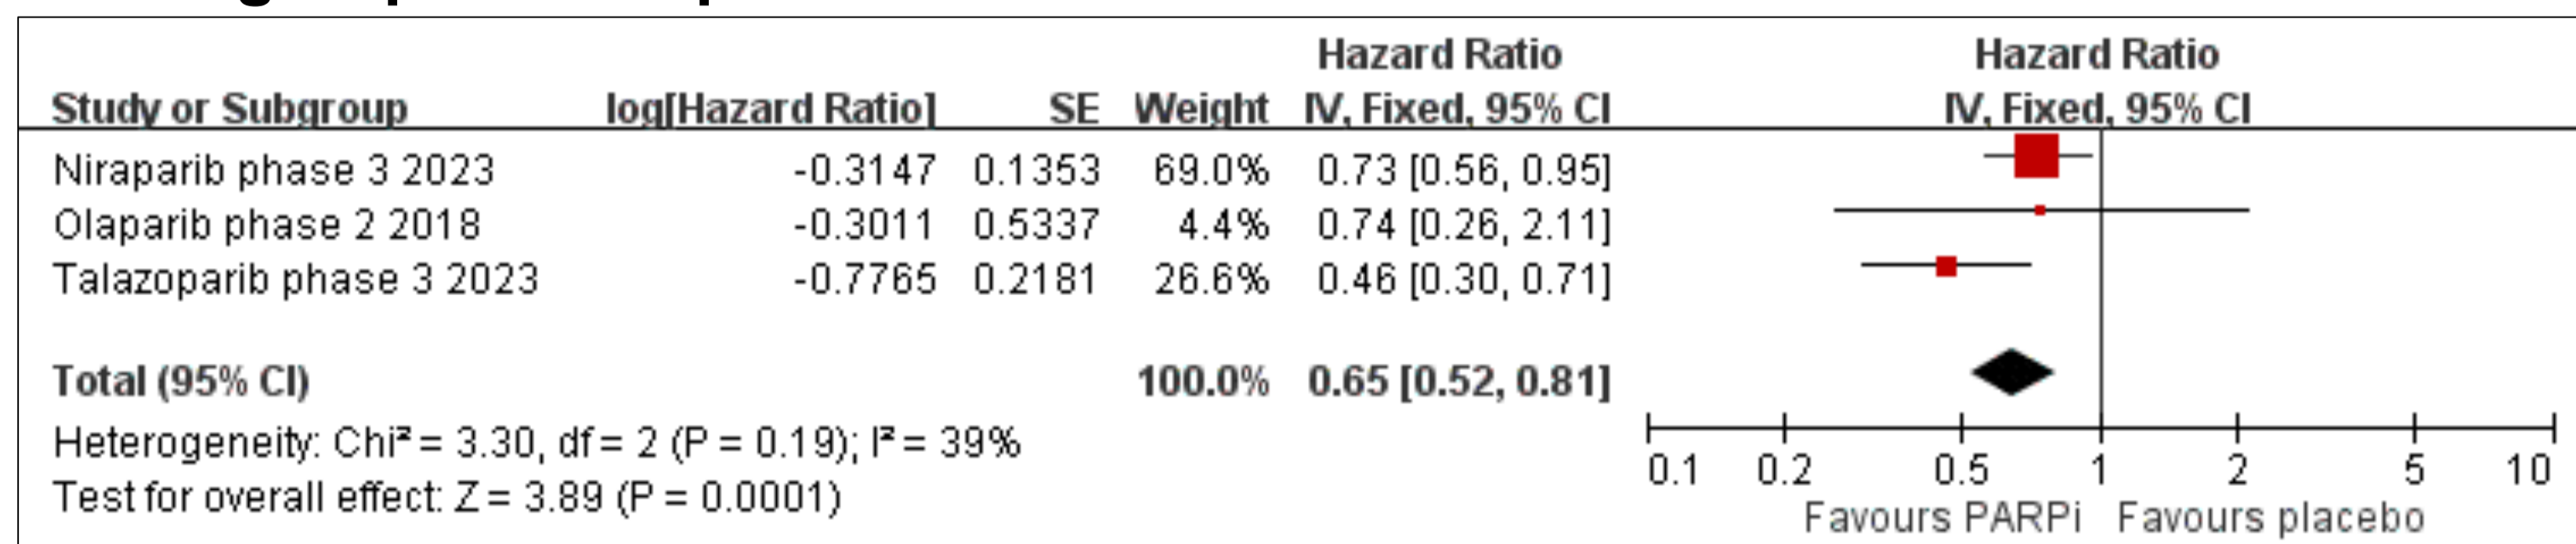 Hazard Ratio Hazard Ratio
Study or Subgroup log[Hazard Ratio] SE Weight IV, Fixed, 95% CI IV, Fixed, 95% CI
Niraparib phase 3 2023 -0.3147 0.1353 69.0% 0.73 [0.56, 0.95]
Olaparib phase 2 2018 -0.3011 0.5337 4.4% 0.74 [0.26, 2.11]
Talazoparib phase 3 2023 -0.7765 0.2181 26.6% 0.46 [0.30, 0.71]
Total (95% CI) 100.0% 0.65 [0.52, 0.81]
Heterogeneity: Chi² = 3.30, df = 2 (P = 0.19); I² = 39%
Test for overall effect: Z = 3.89 (P = 0.0001)
0.1 0.2 0.5 1 2 5 10
Favours PARPi Favours placebo